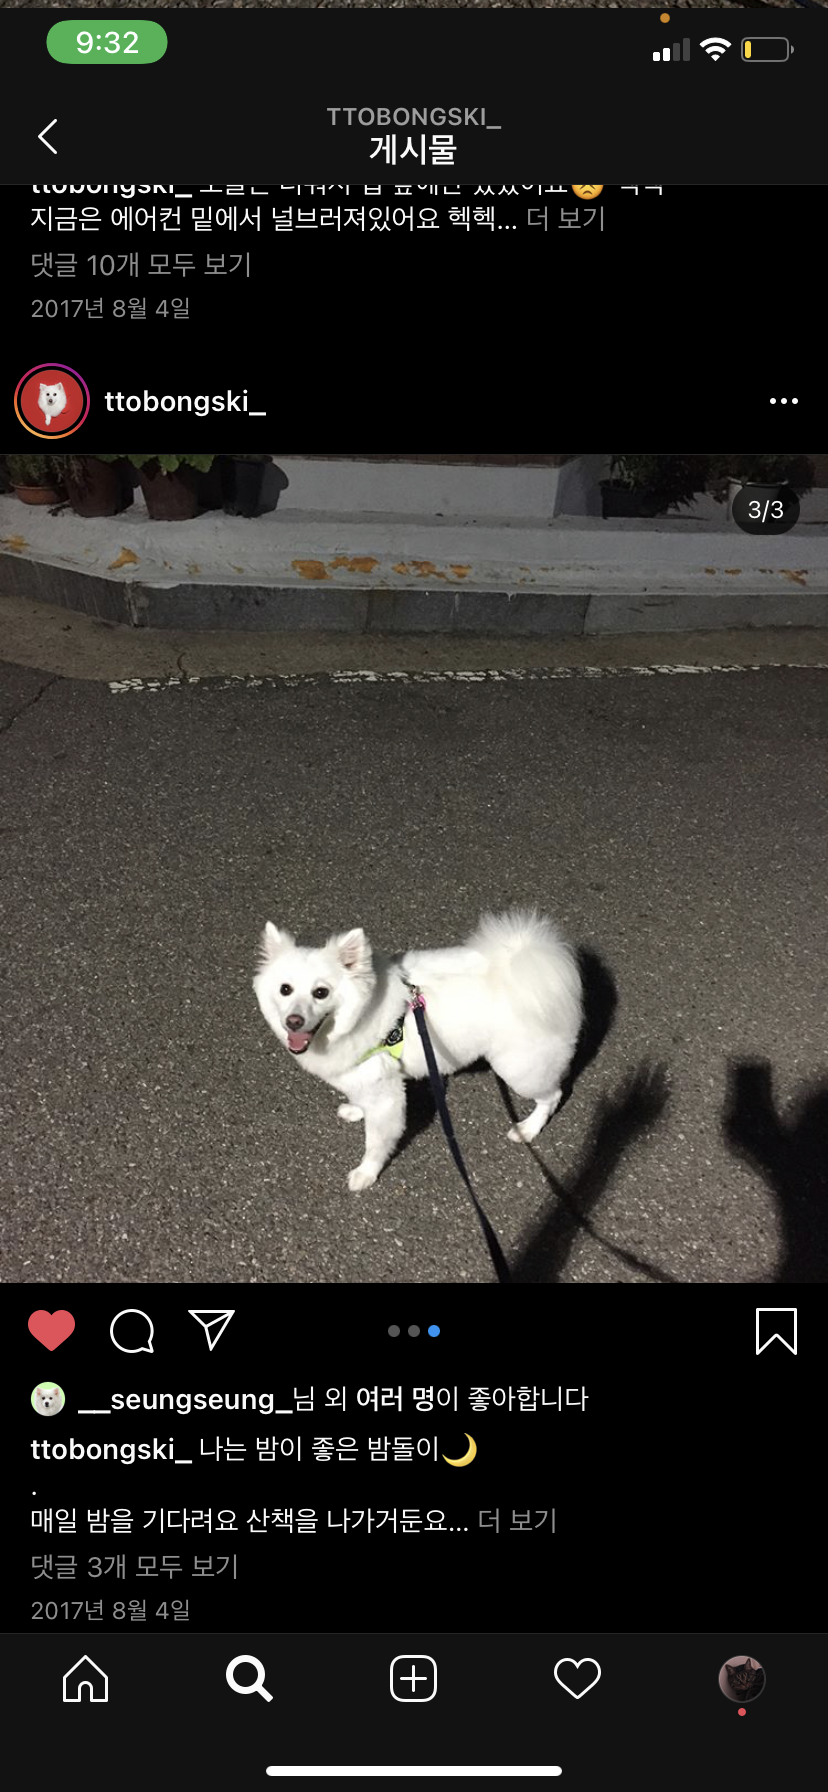 9:32
TTOBONGSKI_
게시물
ttobongski_
지금은 에어컨 밑에서 널브러져있어요 헥헥... 더 보기
댓글 10개 모두 보기
2017년 8월 4일
ttobongski_
3/3
__seungseung_님 외 여러 명이 좋아합니다
ttobongski_ 나는 밤이 좋은 밤돌이🌙
.
매일 밤을 기다려요 산책을 나가거둔요... 더 보기
댓글 3개 모두 보기
2017년 8월 4일